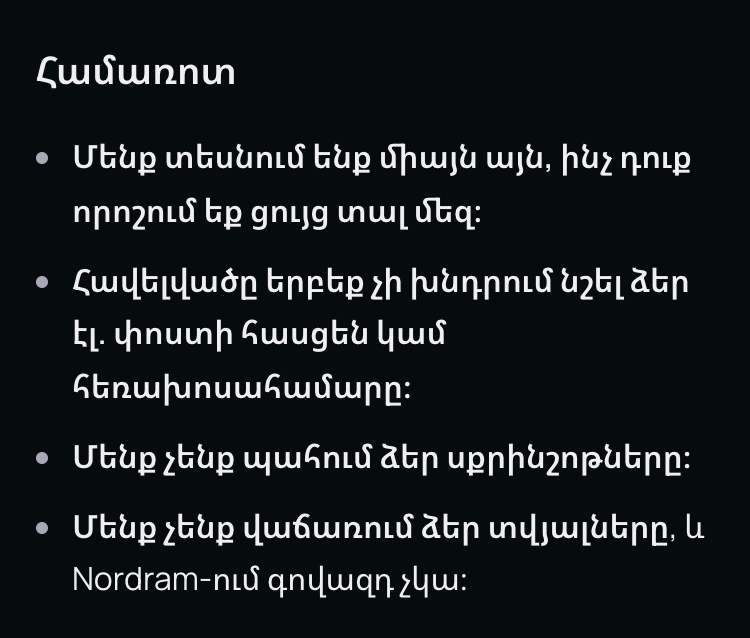 Համառոտ
Մենք տեսնում ենք միայն այն, ինչ դուք
որոշում եք ցույց տալ մեզ:
Հավելվածը երբեք չի խնդրում նշել ձեր
էլ. փոստի հասցեն կամ
հեռախոսահամարը:
Մենք չենք պահում ձեր սքրինշոթները:
Մենք չենք վաճառում ձեր տվյալները, և
Nordram-ում գովազդ չկա: